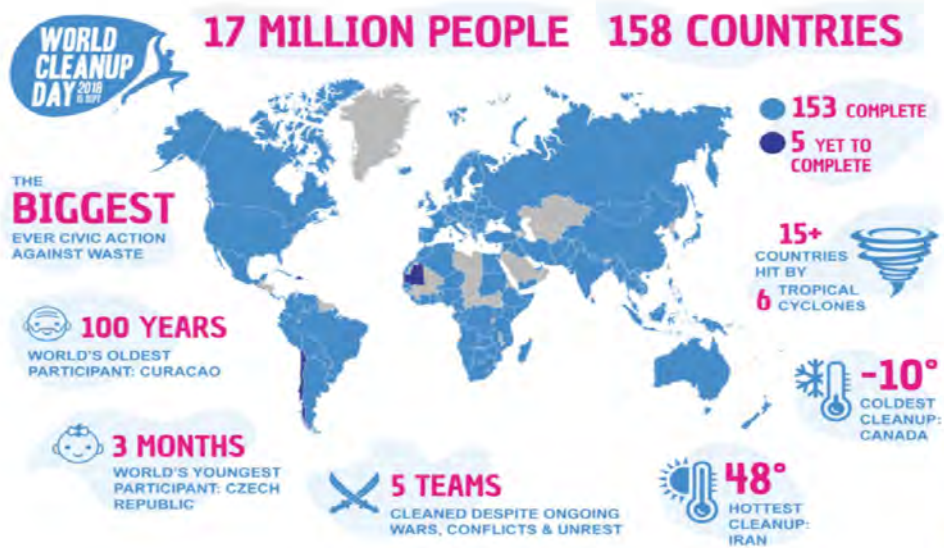 WORLD
CLEANUP
DAY 2018
15 SEPT
17 MILLION PEOPLE 158 COUNTRIES
153 COMPLETE
5 YET TO
COMPLETE
THE
BIGGEST
EVER CIVIC ACTION
AGAINST WASTE
15+
COUNTRIES
HIT BY
6 TROPICAL
CYCLONES
100 YEARS
WORLD'S OLDEST
PARTICIPANT: CURACAO
-10°
COLDEST
CLEANUP:
CANADA
3 MONTHS
WORLD'S YOUNGEST
PARTICIPANT: CZECH
REPUBLIC
5 TEAMS
CLEANED DESPITE ONGOING
WARS, CONFLICTS & UNREST
48°
HOTTEST
CLEANUP:
IRAN